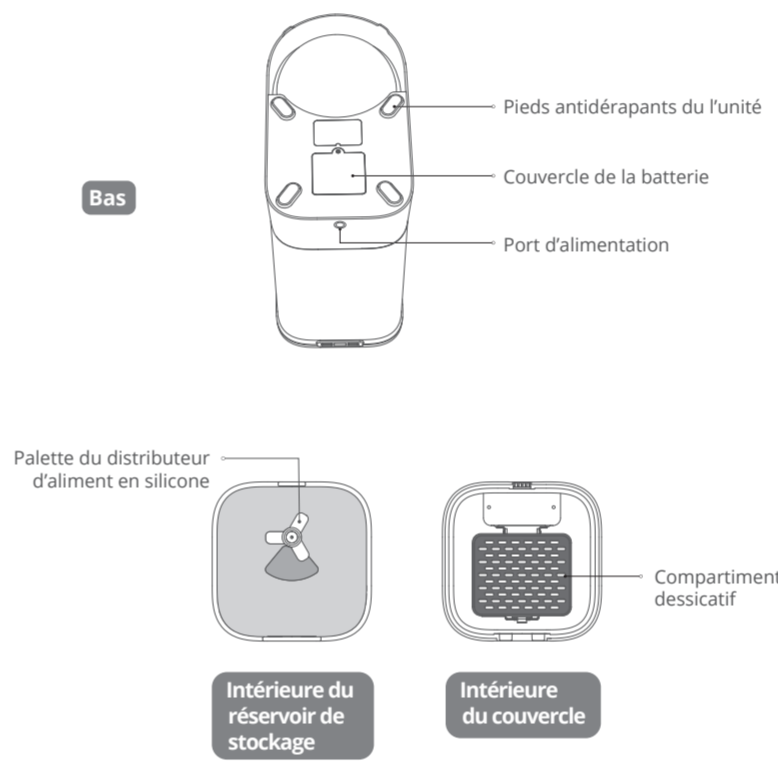 Pieds antidérapants du l’unité
Couvercle de la batterie
Bas
Port d’alimentation
Palette du distributeur
d’aliment en silicone
Compartiment
dessicatif
Intérieure du
réservoir de
stockage
Intérieure
du couvercle